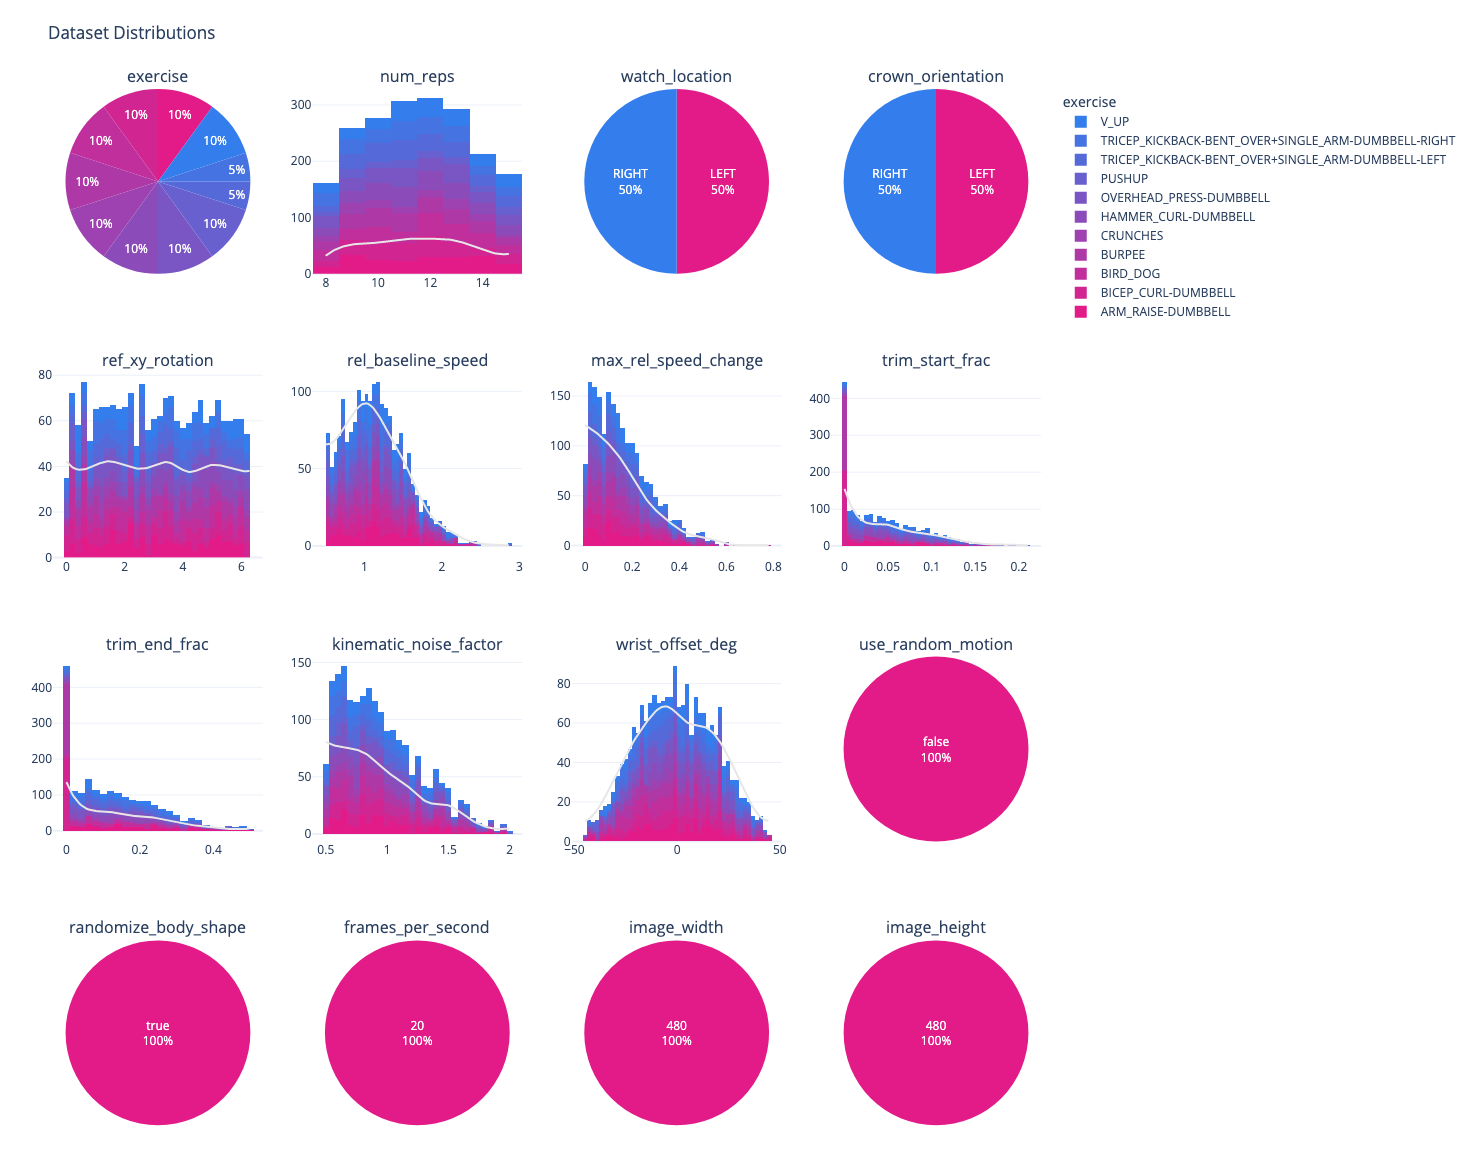 Dataset Distributions
exercise
10%
10%
10%
10%
5%
10%
5%
10%
10%
10%
10%
10%
num_reps
300
200
100
0
8
10
12
14
watch_location
RIGHT
50%
LEFT
50%
crown_orientation
RIGHT
50%
LEFT
50%
exercise
V_UP
TRICEP_KICKBACK-BENT_OVER+SINGLE_ARM-DUMBBELL-RIGHT
TRICEP_KICKBACK-BENT_OVER+SINGLE_ARM-DUMBBELL-LEFT
PUSHUP
OVERHEAD_PRESS-DUMBBELL
HAMMER_CURL-DUMBBELL
CRUNCHES
BURPEE
BIRD_DOG
BICEP_CURL-DUMBBELL
ARM_RAISE-DUMBBELL
ref_xy_rotation
80
60
40
20
0
0
2
4
6
rel_baseline_speed
100
50
0
1
2
3
max_rel_speed_change
150
100
50
0
0
0.2
0.4
0.6
0.8
trim_start_frac
400
300
200
100
0
0
0.05
0.1
0.15
0.2
trim_end_frac
400
300
200
100
0
0
0.2
0.4
kinematic_noise_factor
150
100
50
0
0.5
1
1.5
2
wrist_offset_deg
80
60
40
20
0
−50
0
50
use_random_motion
false
100%
randomize_body_shape
true
100%
frames_per_second
20
100%
image_width
480
100%
image_height
480
100%